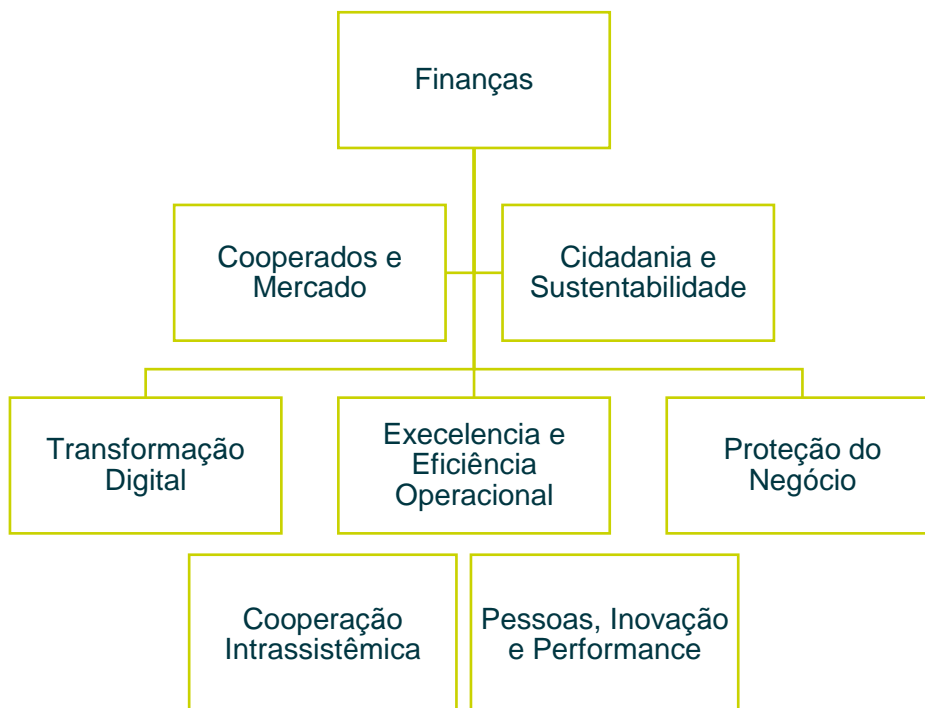 Finanças
Cooperados e
Mercado
Cidadania e
Sustentabilidade
Transformação
Digital
Execelencia e
Eficiência
Operacional
Proteção do
Negócio
Cooperação
Intrassistêmica
Pessoas, Inovação
e Performance